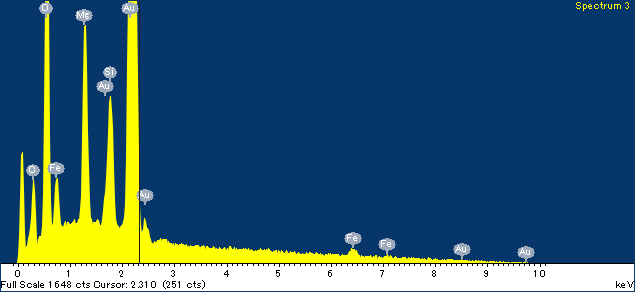 Spectrum 3
O
Mg
Au
Si
Au
O
Fe
Au
Fe
Fe
Au
Au
0 1 2 3 4 5 6 7 8 9 10
Full Scale 1648 cts Cursor: 2.310 (251 cts) keV